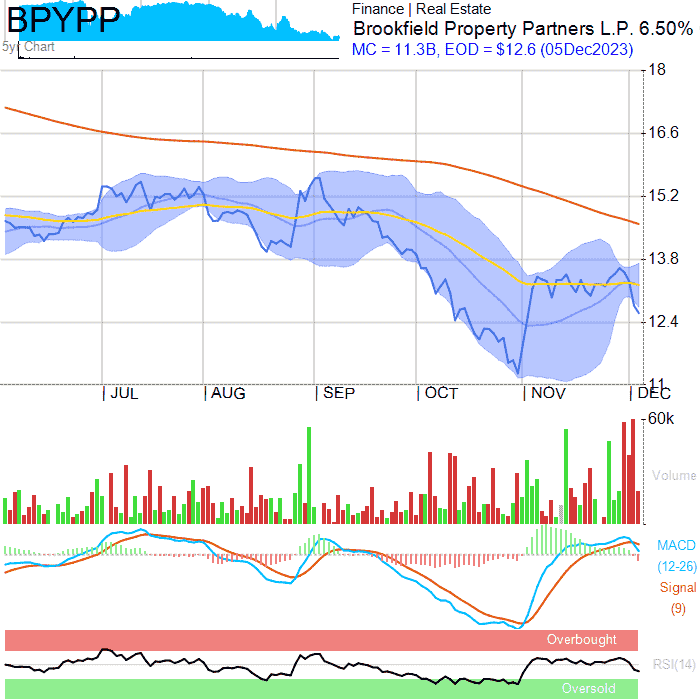 BPYPP
5yr Chart
Finance | Real Estate
Brookfield Property Partners L.P. 6.50%
MC = 11.3B, EOD = $12.6 (05Dec2023)
18
16.6
15.2
13.8
12.4
11
| JUL | AUG | SEP | OCT | NOV | DEC
60k
Volume
MACD
(12-26)
Signal
(9)
Overbought
RSI(14)
Oversold